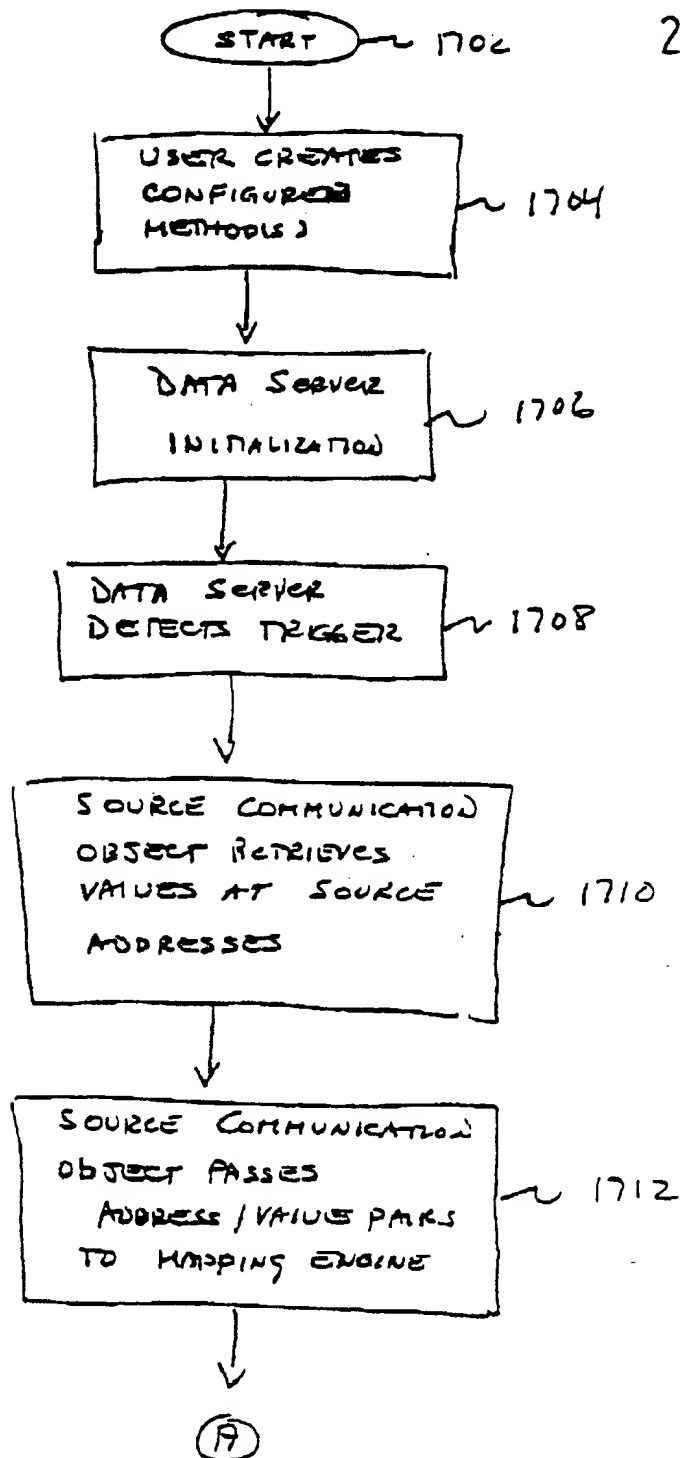 START 1702 2
USER CREATES
CONFIGURED
METHOD(S) 1704
DATA SERVER
INITIALIZATION 1706
DATA SERVER
DETECTS TRIGGER 1708
SOURCE COMMUNICATION
OBJECT RETRIEVES
VALUES AT SOURCE
ADDRESSES 1710
SOURCE COMMUNICATION
OBJECT PASSES
ADDRESS / VALUE PAIRS
TO MAPPING ENGINE 1712
A